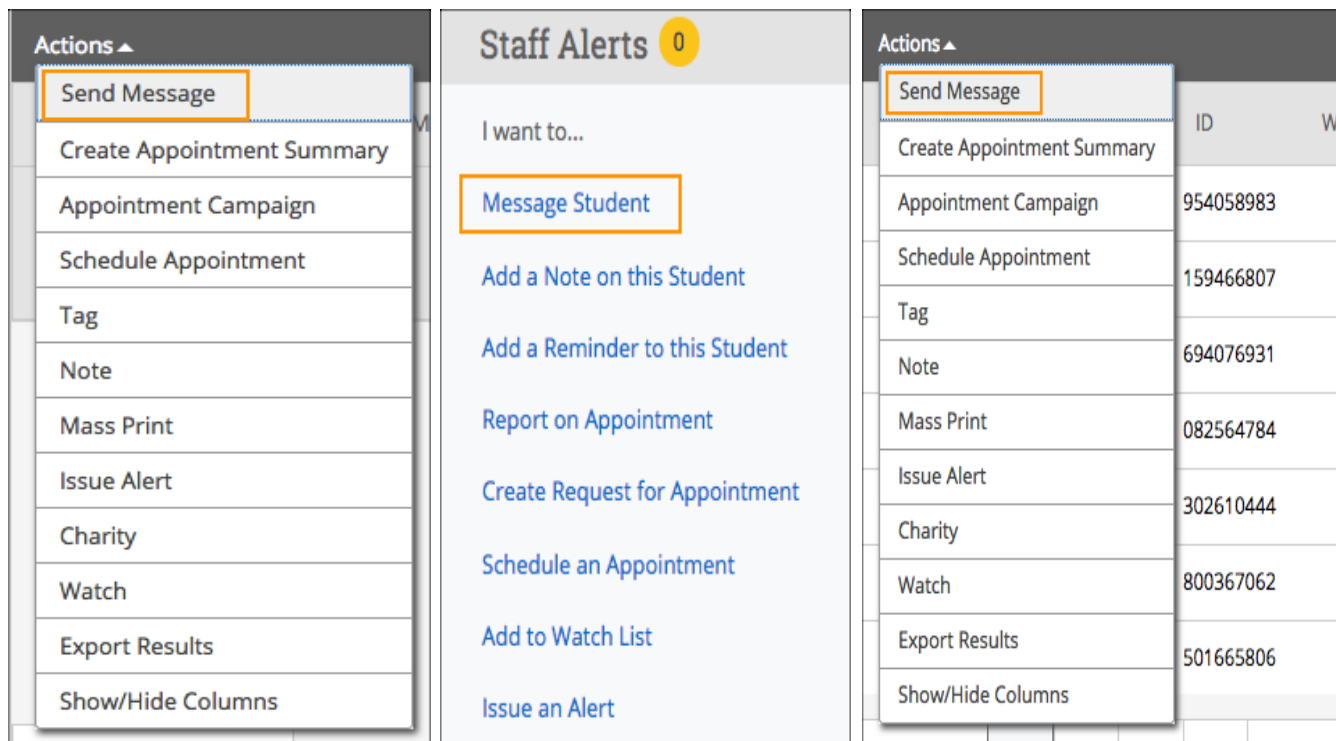 Actions
Send Message
Create Appointment Summary
Appointment Campaign
Schedule Appointment
Tag
Note
Mass Print
Issue Alert
Charity
Watch
Export Results
Show/Hide Columns
M
Staff Alerts 0
I want to...
Message Student
Add a Note on this Student
Add a Reminder to this Student
Report on Appointment
Create Request for Appointment
Schedule an Appointment
Add to Watch List
Issue an Alert
Actions
Send Message
Create Appointment Summary
Appointment Campaign
Schedule Appointment
Tag
Note
Mass Print
Issue Alert
Charity
Watch
Export Results
Show/Hide Columns
ID W
954058983
159466807
694076931
082564784
302610444
800367062
501665806